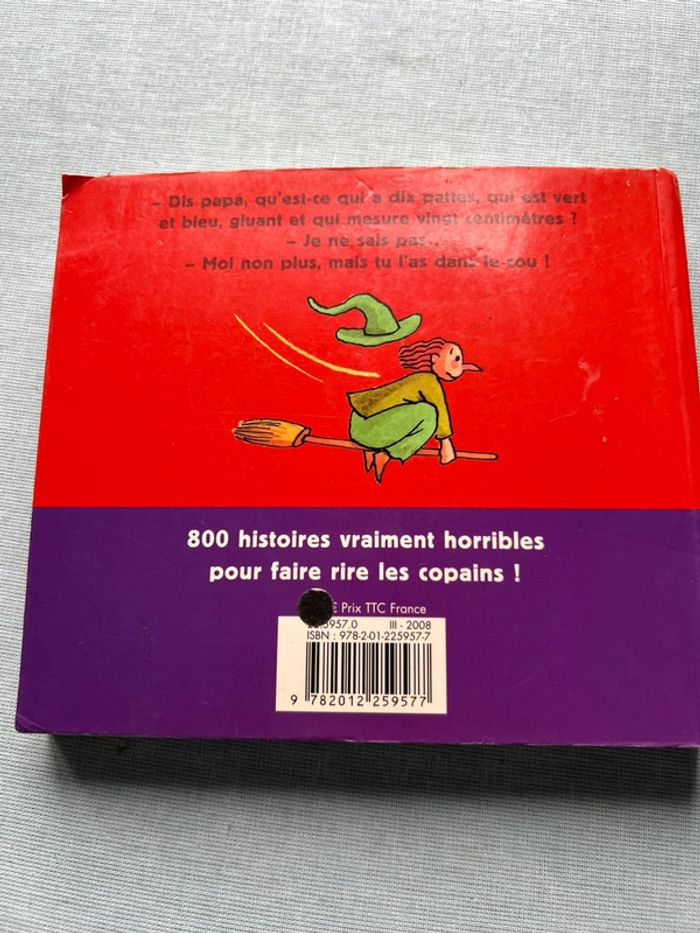 – Dis papa, qu'est-ce qui a dix pattes, qui est vert
et bleu, gluant et qui mesure vingt centimètres ?
– Je ne sais pas...
– Moi non plus, mais tu l'as dans le cou !
800 histoires vraiment horribles
pour faire rire les copains !
€ Prix TTC France
5957.0 III - 2008
ISBN : 978-2-01-225957-7
9 782012 259577